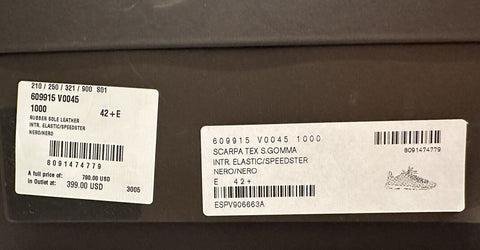 210 / 250 / 321 / 900 S01
609915 V0045
1000 42+E
RUBBER SOLE LEATHER
INTR. ELASTIC/SPEEDSTER
NERO/NERO
8091474779
A full price of: 790.00 USD
in Outlet at: 399.00 USD 3005
609915 V0045 1000
SCARPA TEX S.GOMMA
INTR. ELASTIC/SPEEDSTER
NERO/NERO
E 42+
ESPV906663A
8091474779